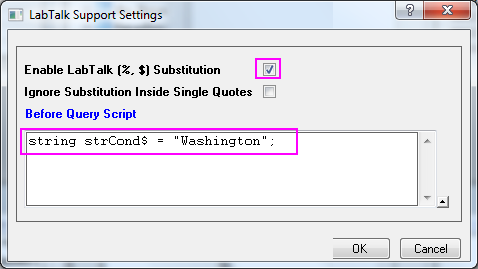 LabTalk Support Settings
Enable LabTalk (%, $) Substitution
Ignore Substitution Inside Single Quotes
Before Query Script
string strCond$ = "Washington";
OK
Cancel